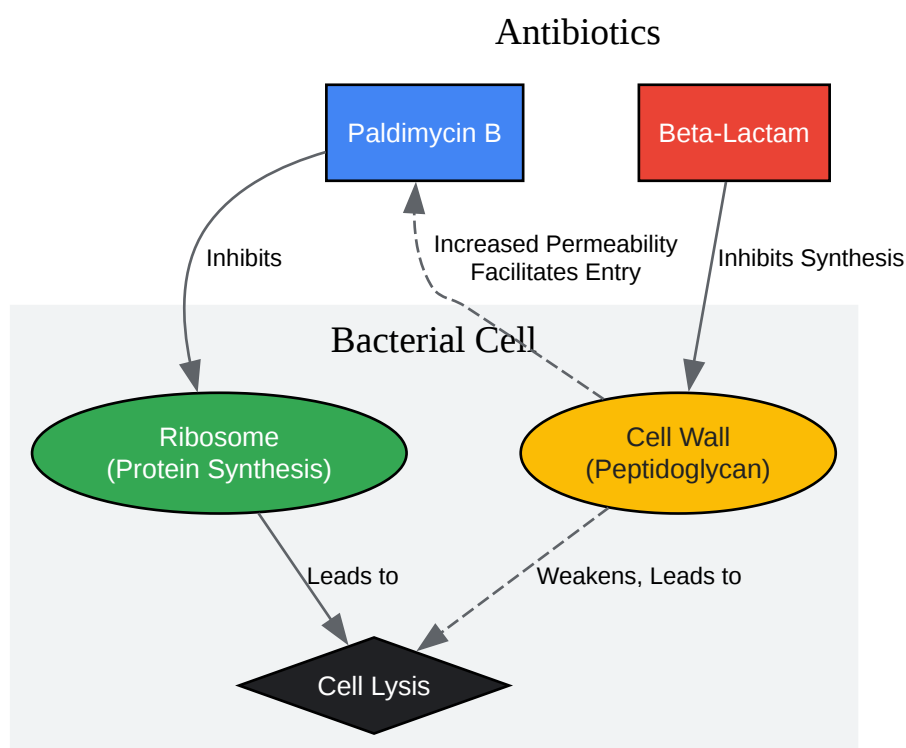 Antibiotics
Paldimycin B
Beta-Lactam
Inhibits
Increased Permeability
Facilitates Entry
Inhibits Synthesis
Bacterial Cell
Ribosome
(Protein Synthesis)
Cell Wall
(Peptidoglycan)
Leads to
Weakens, Leads to
Cell Lysis